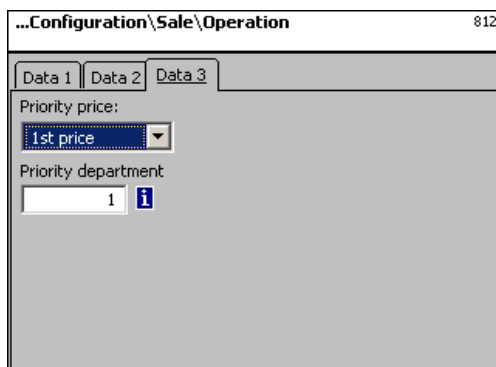 ...Configuration\Sale\Operation 812
Data 1 Data 2 Data 3
Priority price:
1st price
Priority department
1 i